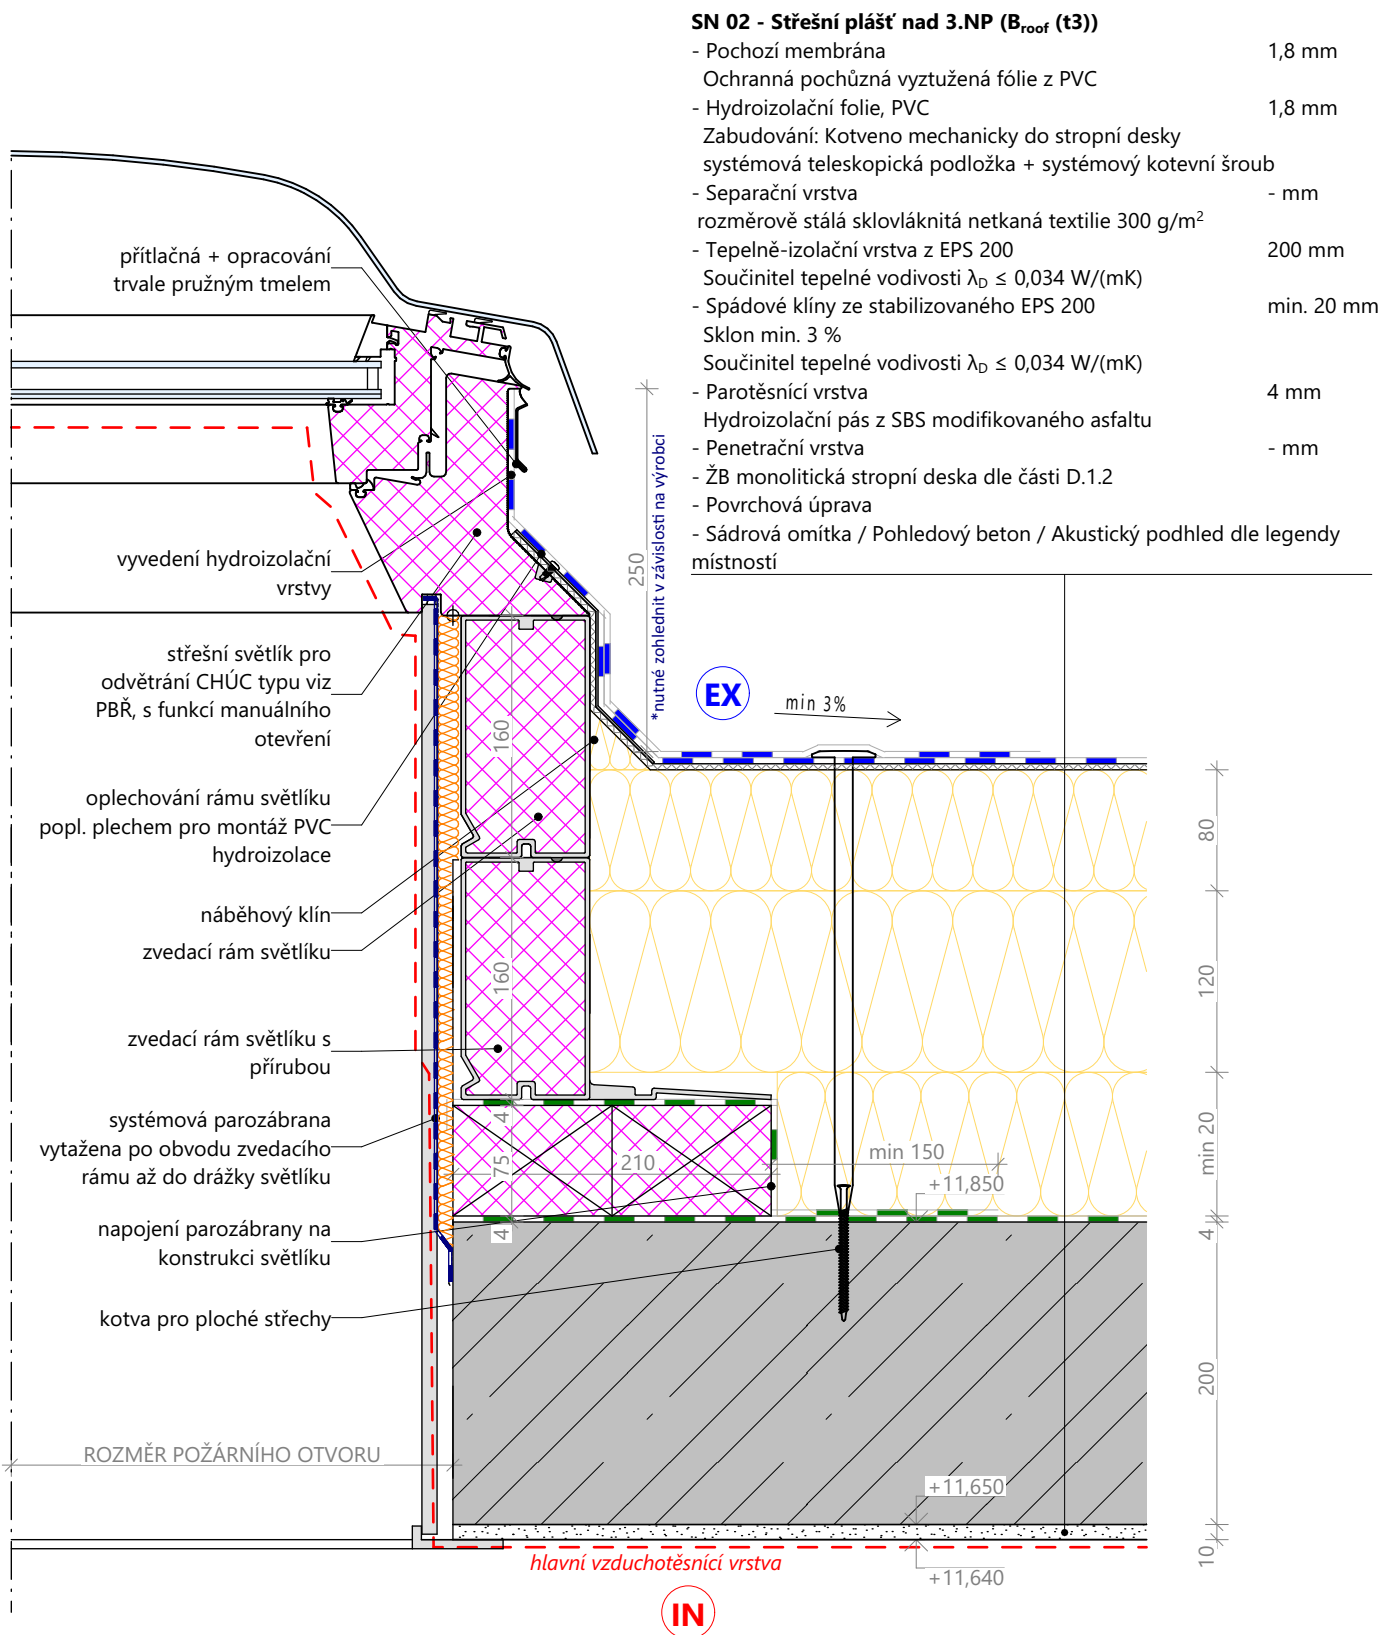 SN 02 - Střešní plášť nad 3.NP (Broof (t3))
- Pochozí membrána 1,8 mm
Ochranná pochůzná vyztužená fólie z PVC
- Hydroizolační folie, PVC 1,8 mm
Zabudování: Kotveno mechanicky do stropní desky
systémová teleskopická podložka + systémový kotevní šroub
- Separační vrstva - mm
rozměrově stálá sklovláknitá netkaná textilie 300 g/m²
- Tepelně-izolační vrstva z EPS 200 200 mm
Součinitel tepelné vodivosti λD ≤ 0,034 W/(mK)
- Spádové klíny ze stabilizovaného EPS 200 min. 20 mm
Sklon min. 3 %
Součinitel tepelné vodivosti λD ≤ 0,034 W/(mK)
- Parotěsnící vrstva 4 mm
Hydroizolační pás z SBS modifikovaného asfaltu
- Penetrační vrstva - mm
- ŽB monolitická stropní deska dle části D.1.2
- Povrchová úprava
- Sádrová omítka / Pohledový beton / Akustický podhled dle legendy
místností
přítlačná + opracování
trvale pružným tmelem
vyvedení hydroizolační
vrstvy
střešní světlík pro
odvětrání CHÚC typu viz
PBŘ, s funkcí manuálního
otevření
oplechování rámu světlíku
popl. plechem pro montáž PVC
hydroizolace
náběhový klín
zvedací rám světlíku
zvedací rám světlíku s
přírubou
systémová parozábrana
vytažena po obvodu zvedacího
rámu až do drážky světlíku
napojení parozábrany na
konstrukci světlíku
kotva pro ploché střechy
ROZMĚR POŽÁRNÍHO OTVORU
250
*nutné zohlednit v závislosti na výrobci
EX
min 3%
160
160
4
75
4
210
min 150
+11,850
80
120
min 20
4
200
10
+11,650
+11,640
hlavní vzduchotěsnící vrstva
IN